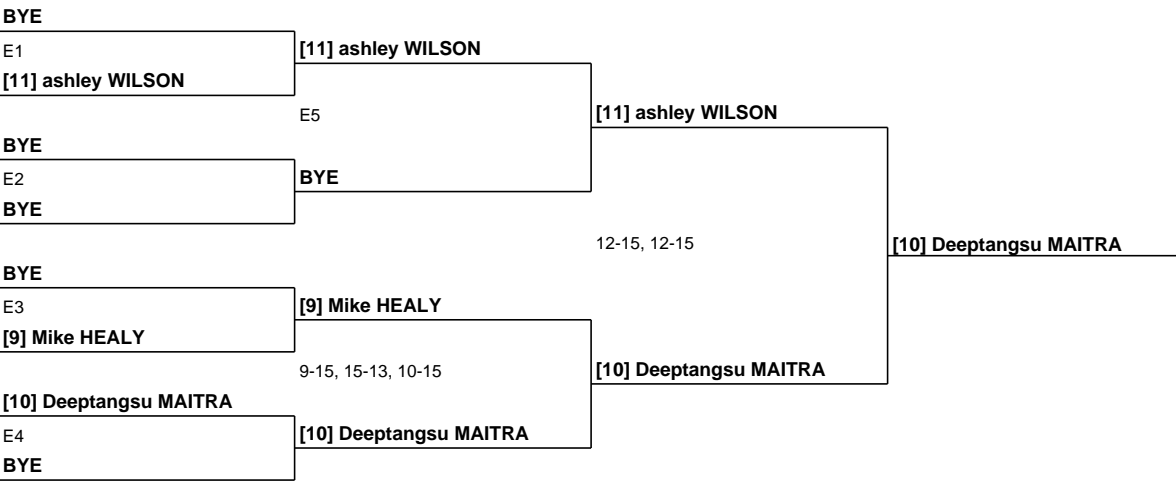 BYE
E1
[11] ashley WILSON
[11] ashley WILSON
E5
[11] ashley WILSON
BYE
E2
BYE
BYE
12-15, 12-15
[10] Deeptangsu MAITRA
BYE
E3
[9] Mike HEALY
[9] Mike HEALY
9-15, 15-13, 10-15
[10] Deeptangsu MAITRA
[10] Deeptangsu MAITRA
E4
[10] Deeptangsu MAITRA
BYE